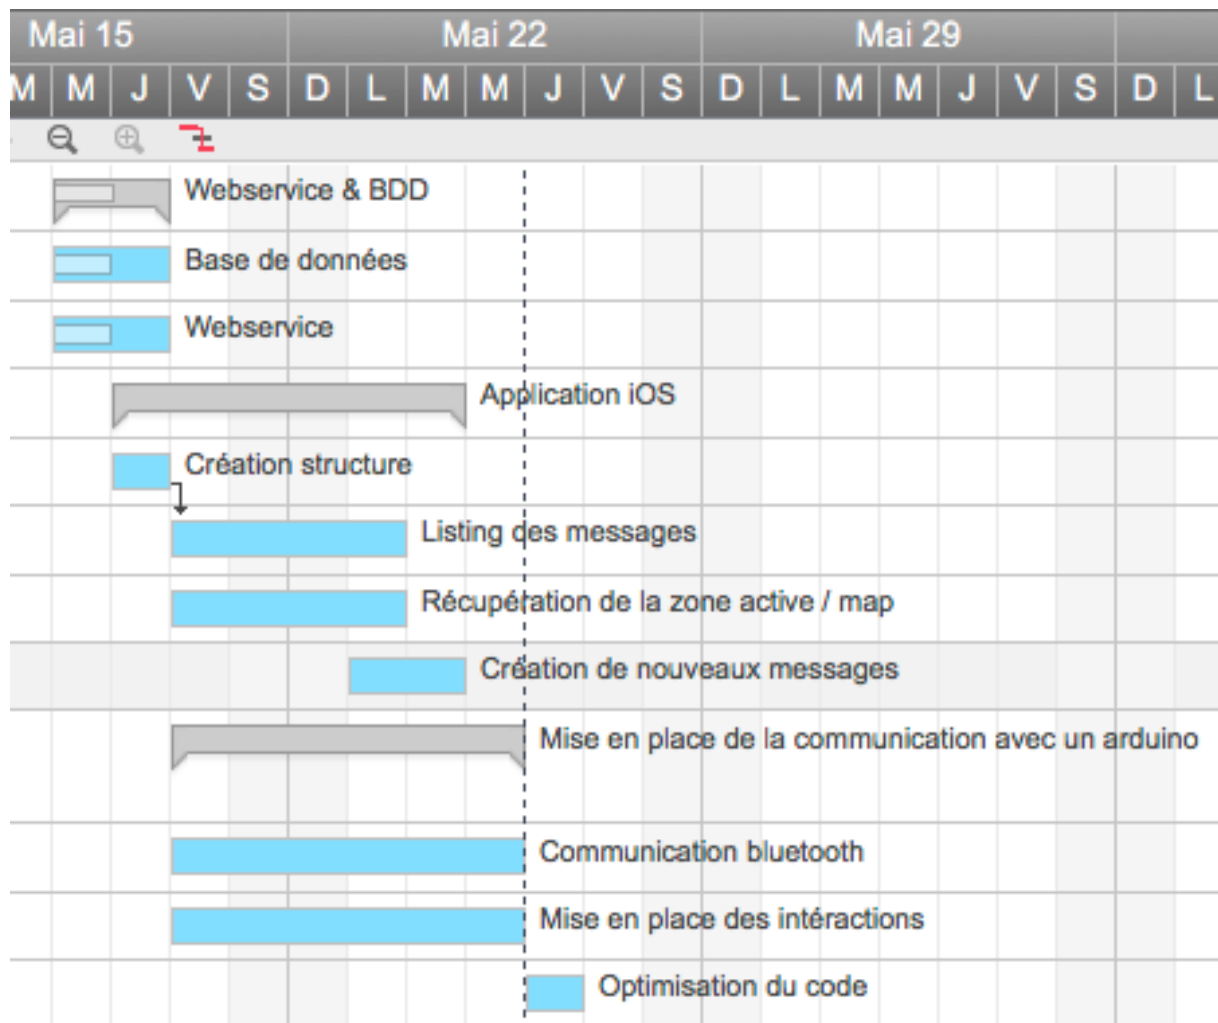 Mai 15 Mai 22 Mai 29
M M J V S D L M M J V S D L M M J V S D L
Webservice & BDD
Base de données
Webservice
Application iOS
Création structure
Listing des messages
Récupération de la zone active / map
Création de nouveaux messages
Mise en place de la communication avec un arduino
Communication bluetooth
Mise en place des intéractions
Optimisation du code